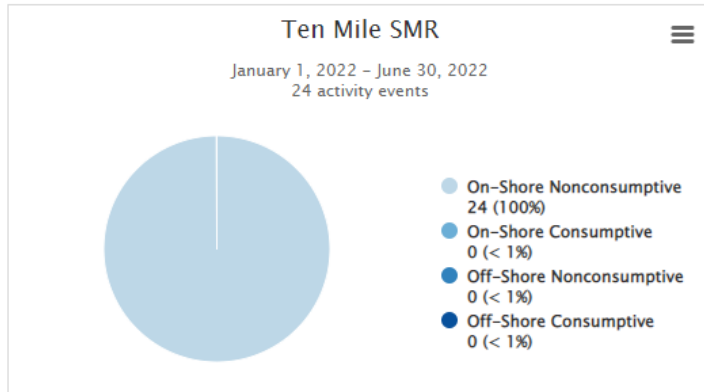 Ten Mile SMR
January 1, 2022 – June 30, 2022
24 activity events
On-Shore Nonconsumptive
24 (100%)
On-Shore Consumptive
0 (< 1%)
Off-Shore Nonconsumptive
0 (< 1%)
Off-Shore Consumptive
0 (< 1%)